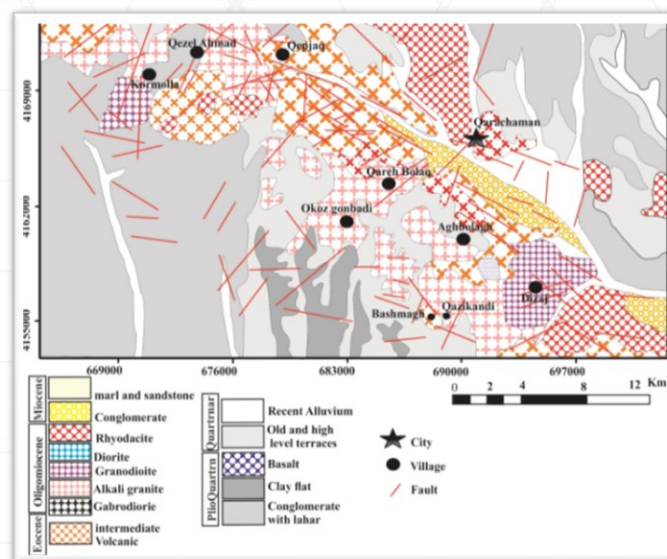 Qezel Ahmad
Qepjaq
Kormolla
4169000
Qarachaman
Qareh Bolaq
4162000
Okoz gonbadi
Aghbolagh
Dizaj
Bashmagh
Qazikandi
4155000
669000
676000
683000
690000
697000
0 2 4 8 12 Km
Miocene
marl and sandstone
Conglomerate
Oligomiocene
Rhyodacite
Diorite
Granodioite
Alkali granite
Gabrodiorie
Eocene
intermediate
Volcanic
Quartrnar
Recent Alluvium
Old and high
level terraces
PlioQuartrn
Basalt
Clay flat
Conglomerate
with lahar
City
Village
Fault